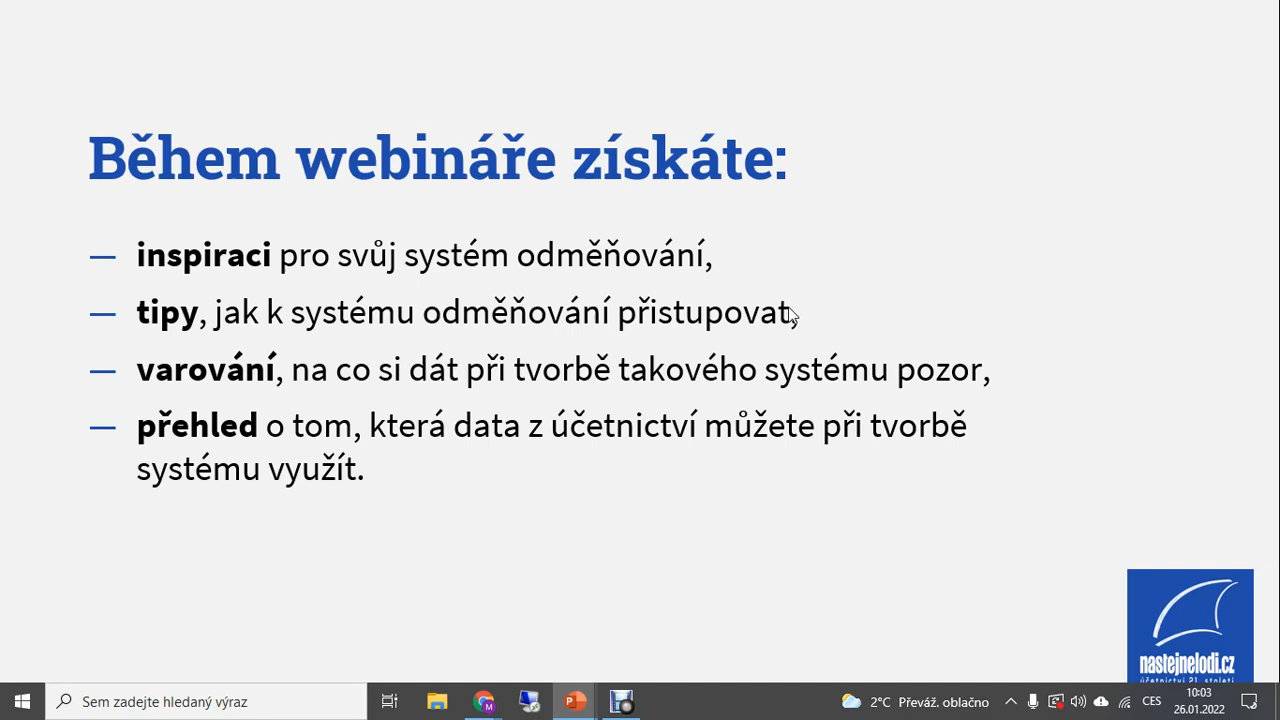 Během webináře získáte:
— inspiraci pro svůj systém odměňování,
— tipy, jak k systému odměňování přistupovat,
— varování, na co si dát při tvorbě takového systému pozor,
— přehled o tom, která data z účetnictví můžete při tvorbě
systému využít.
nastejnelodi.cz
účetnictví 21. století
Sem zadejte hledaný výraz
2°C Převáž. oblačno
CES
10:03
26.01.2022